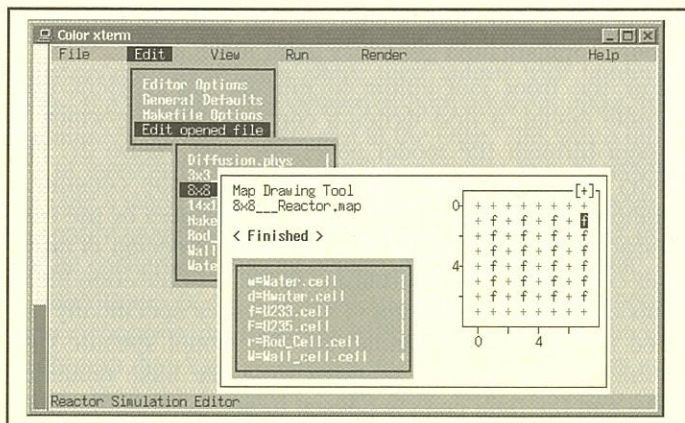 Color xterm
File Edit View Run Render Help
Editor Options
General Defaults
Makefile Options
Edit opened file
Diffusion.phys
3x3_
8x8_
14x1
Make
Rod_
Wall
Wate
Map Drawing Tool
8x8___Reactor.map
< Finished >
w=Water.cell
d=Hwater.cell
f=U233.cell
F=U235.cell
r=Rod_Cell.cell
W=Wall_cell.cell
[+]
0 + + + + + + + +
+ f + f + f + f
+ f + f + f + f
+ f + f + f + f
4 + f + f + f + f
+ f + f + f + f
+ f + f + f + f
+ + + + + + + +
0 4
Reactor Simulation Editor